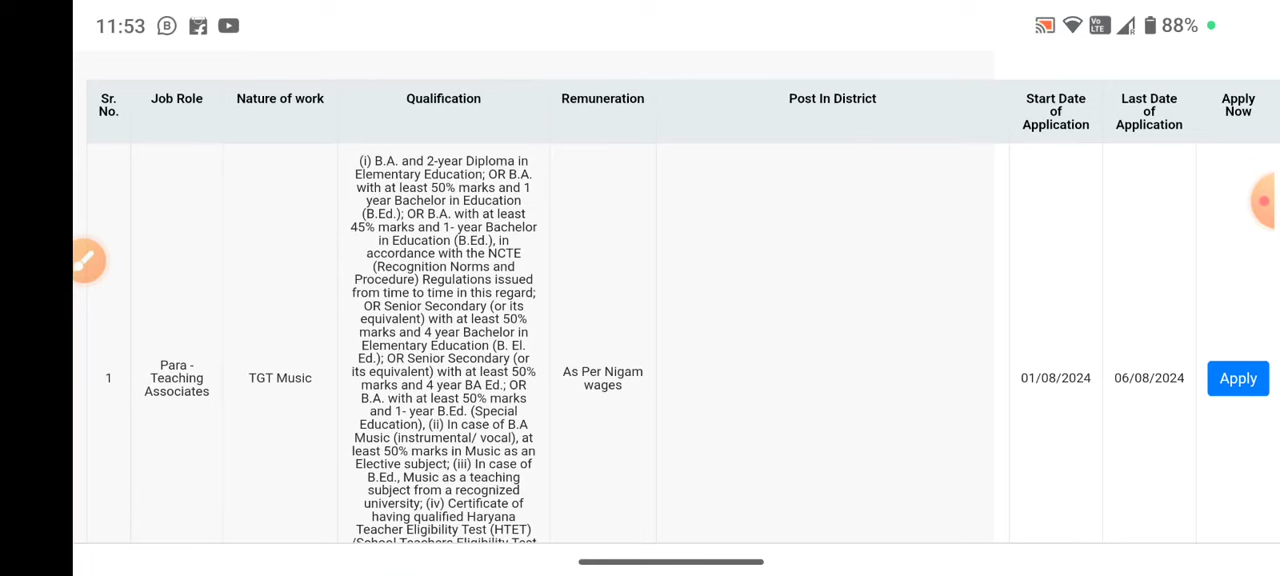 11:53
88%
Sr. No.
Job Role
Nature of work
Qualification
Remuneration
Post In District
Start Date of Application
Last Date of Application
Apply Now
1
Para - Teaching Associates
TGT Music
(i) B.A. and 2-year Diploma in
Elementary Education; OR B.A.
with at least 50% marks and 1
year Bachelor in Education
(B.Ed.); OR B.A. with at least
45% marks and 1- year Bachelor
in Education (B.Ed.), in
accordance with the NCTE
(Recognition Norms and
Procedure) Regulations issued
from time to time in this regard;
OR Senior Secondary (or its
equivalent) with at least 50%
marks and 4 year Bachelor in
Elementary Education (B. El.
Ed.); OR Senior Secondary (or
its equivalent) with at least 50%
marks and 4 year BA Ed.; OR
B.A. with at least 50% marks
and 1- year B.Ed. (Special
Education), (ii) In case of B.A
Music (instrumental/ vocal), at
least 50% marks in Music as an
Elective subject; (iii) In case of
B.Ed., Music as a teaching
subject from a recognized
university; (iv) Certificate of
having qualified Haryana
Teacher Eligibility Test (HTET)
/School Teachers Eligibility Test
As Per Nigam wages
01/08/2024
06/08/2024
Apply